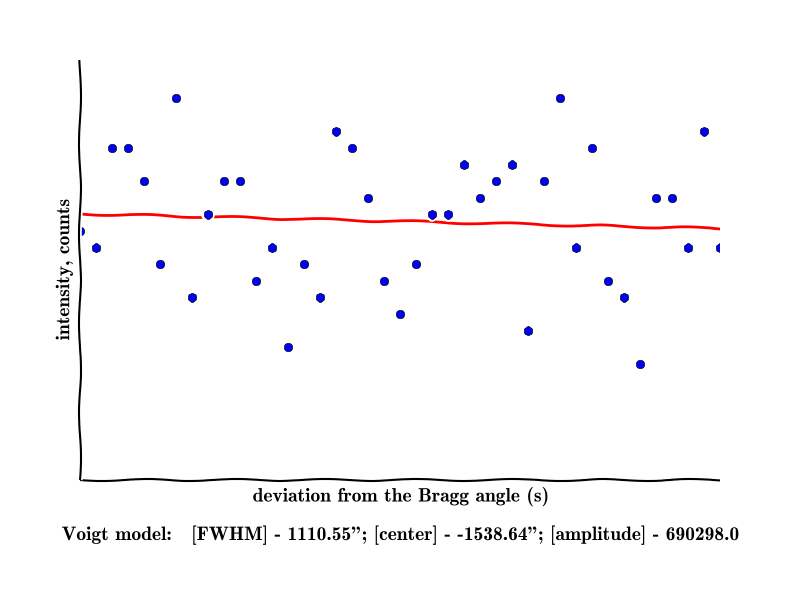 intensity, counts
deviation from the Bragg angle (s)
Voigt model: [FWHM] - 1110.55”; [center] - -1538.64”; [amplitude] - 690298.0